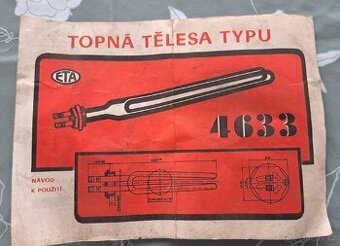 TOPNÁ TĚLESA TYPU
ETA
4633
NÁVOD
K POUŽITÍ